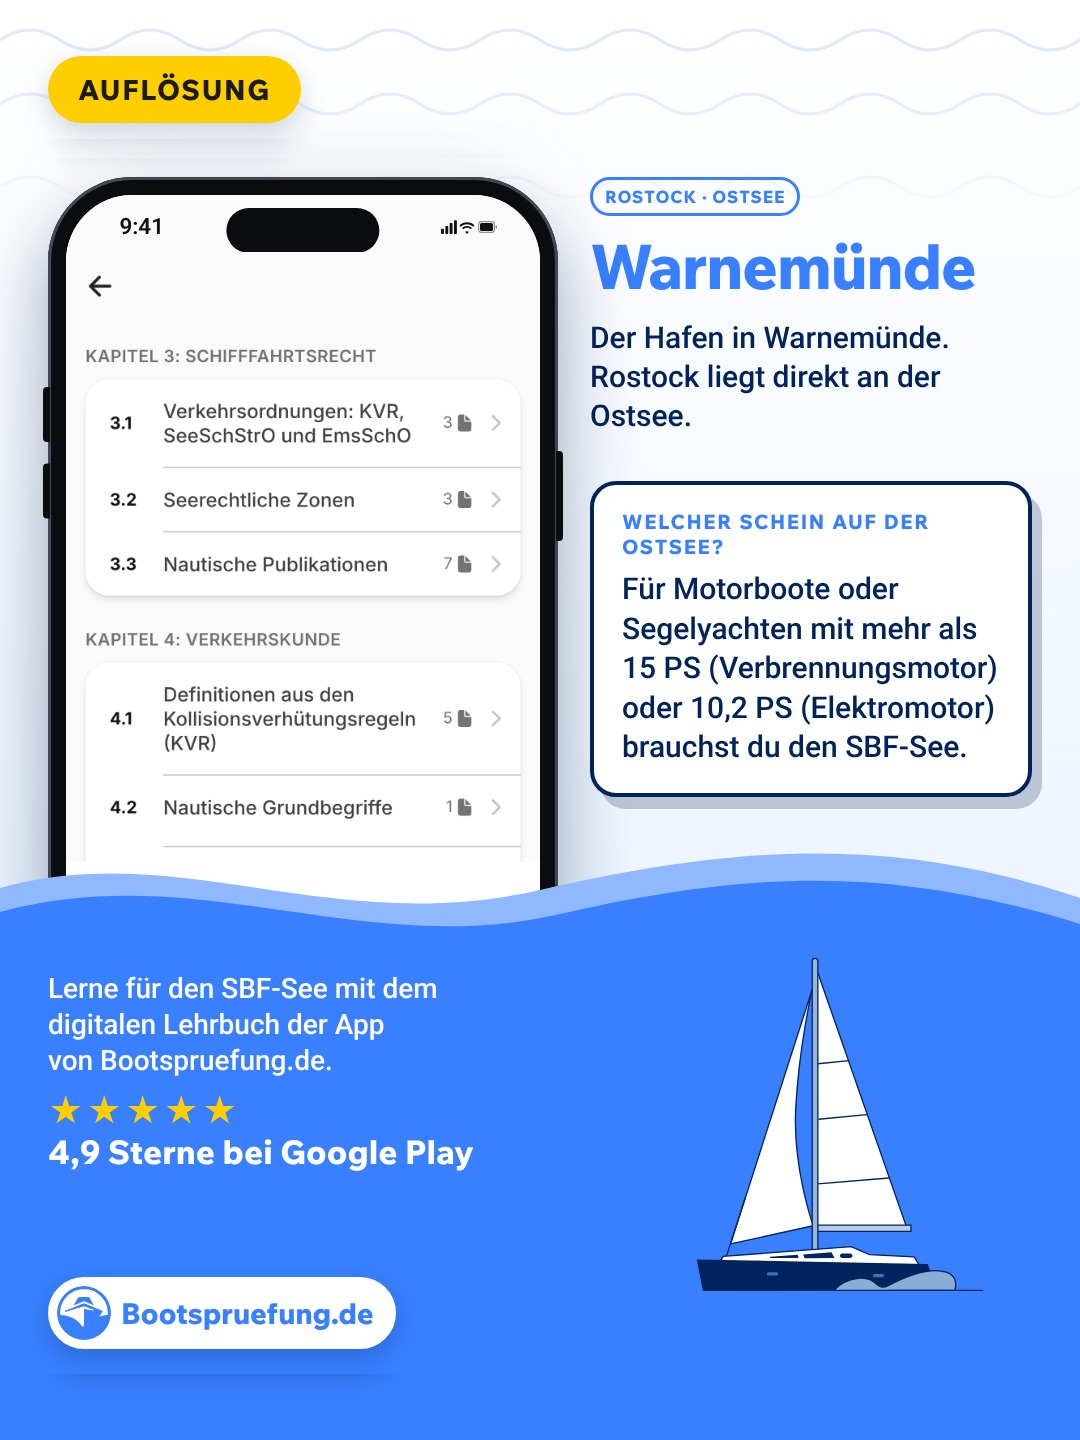 AUFLÖSUNG
9:41
KAPITEL 3: SCHIFFFAHRTSRECHT
3.1 Verkehrsordnungen: KVR, SeeSchStrO und EmsSchO 3
3.2 Seerechtliche Zonen 3
3.3 Nautische Publikationen 7
KAPITEL 4: VERKEHRSKUNDE
4.1 Definitionen aus den Kollisionsverhütungsregeln (KVR) 5
4.2 Nautische Grundbegriffe 1
ROSTOCK · OSTSEE
Warnemünde
Der Hafen in Warnemünde.
Rostock liegt direkt an der
Ostsee.
WELCHER SCHEIN AUF DER
OSTSEE?
Für Motorboote oder
Segelyachten mit mehr als
15 PS (Verbrennungsmotor)
oder 10,2 PS (Elektromotor)
brauchst du den SBF-See.
Lerne für den SBF-See mit dem
digitalen Lehrbuch der App
von Bootspruefung.de.
★★★★★
4,9 Sterne bei Google Play
Bootspruefung.de